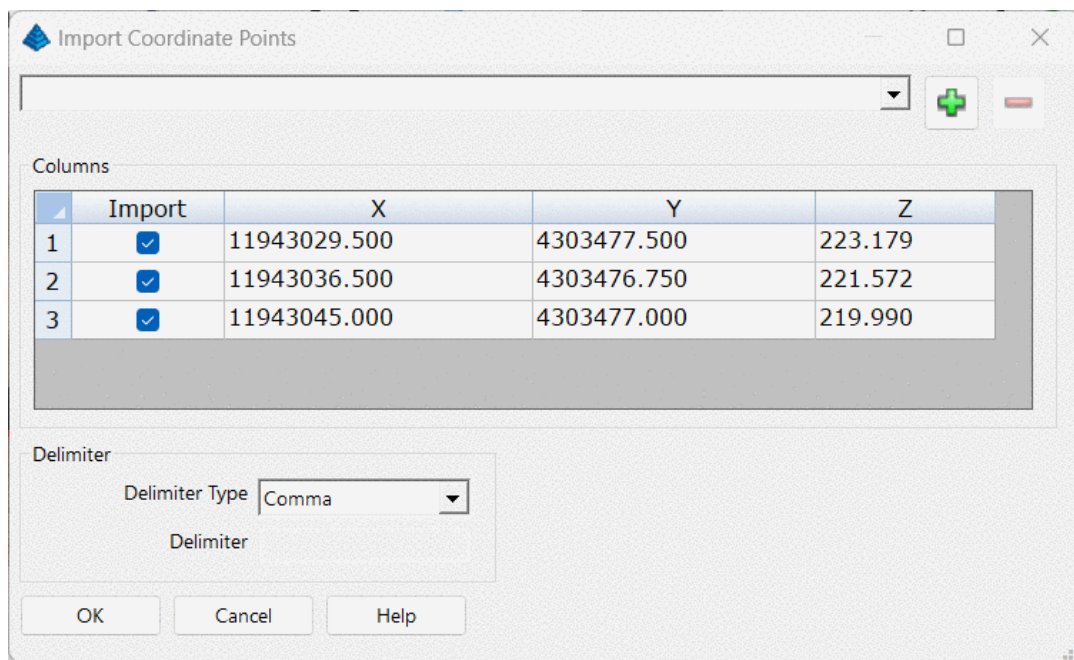 Import Coordinate Points
Columns
Import X Y Z
1 11943029.500 4303477.500 223.179
2 11943036.500 4303476.750 221.572
3 11943045.000 4303477.000 219.990
Delimiter
Delimiter Type Comma
Delimiter
OK Cancel Help